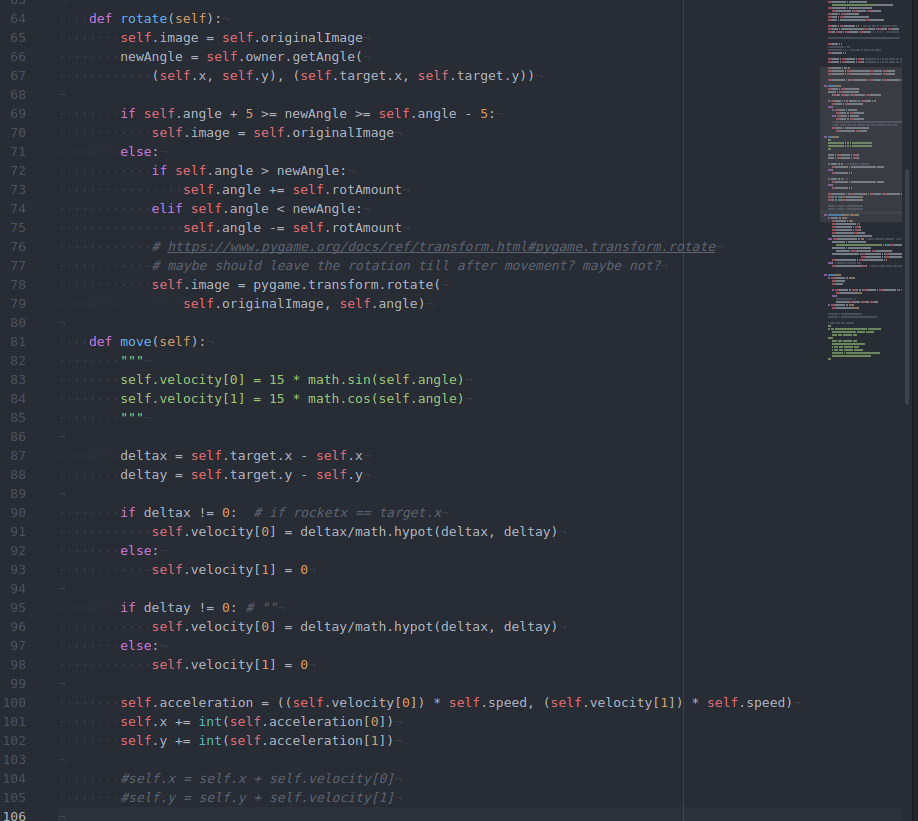 64 def rotate(self):
65 self.image = self.originalImage
66 newAngle = self.owner.getAngle(
67 (self.x, self.y), (self.target.x, self.target.y))
68
69 if self.angle + 5 >= newAngle >= self.angle - 5:
70 self.image = self.originalImage
71 else:
72 if self.angle > newAngle:
73 self.angle += self.rotAmount
74 elif self.angle < newAngle:
75 self.angle -= self.rotAmount
76 # https://www.pygame.org/docs/ref/transform.html#pygame.transform.rotate
77 # maybe should leave the rotation till after movement? maybe not?
78 self.image = pygame.transform.rotate(
79 self.originalImage, self.angle)
80
81 def move(self):
82 """
83 self.velocity[0] = 15 * math.sin(self.angle)
84 self.velocity[1] = 15 * math.cos(self.angle)
85 """
86
87 deltax = self.target.x - self.x
88 deltay = self.target.y - self.y
89
90 if deltax != 0:  # if rocketx == target.x
91 self.velocity[0] = deltax/math.hypot(deltax, deltay)
92 else:
93 self.velocity[1] = 0
94
95 if deltay != 0: # ""
96 self.velocity[0] = deltay/math.hypot(deltax, deltay)
97 else:
98 self.velocity[1] = 0
99
100 self.acceleration = ((self.velocity[0]) * self.speed, (self.velocity[1]) * self.speed)
101 self.x += int(self.acceleration[0])
102 self.y += int(self.acceleration[1])
103
104 #self.x = self.x + self.velocity[0]
105 #self.y = self.y + self.velocity[1]
106